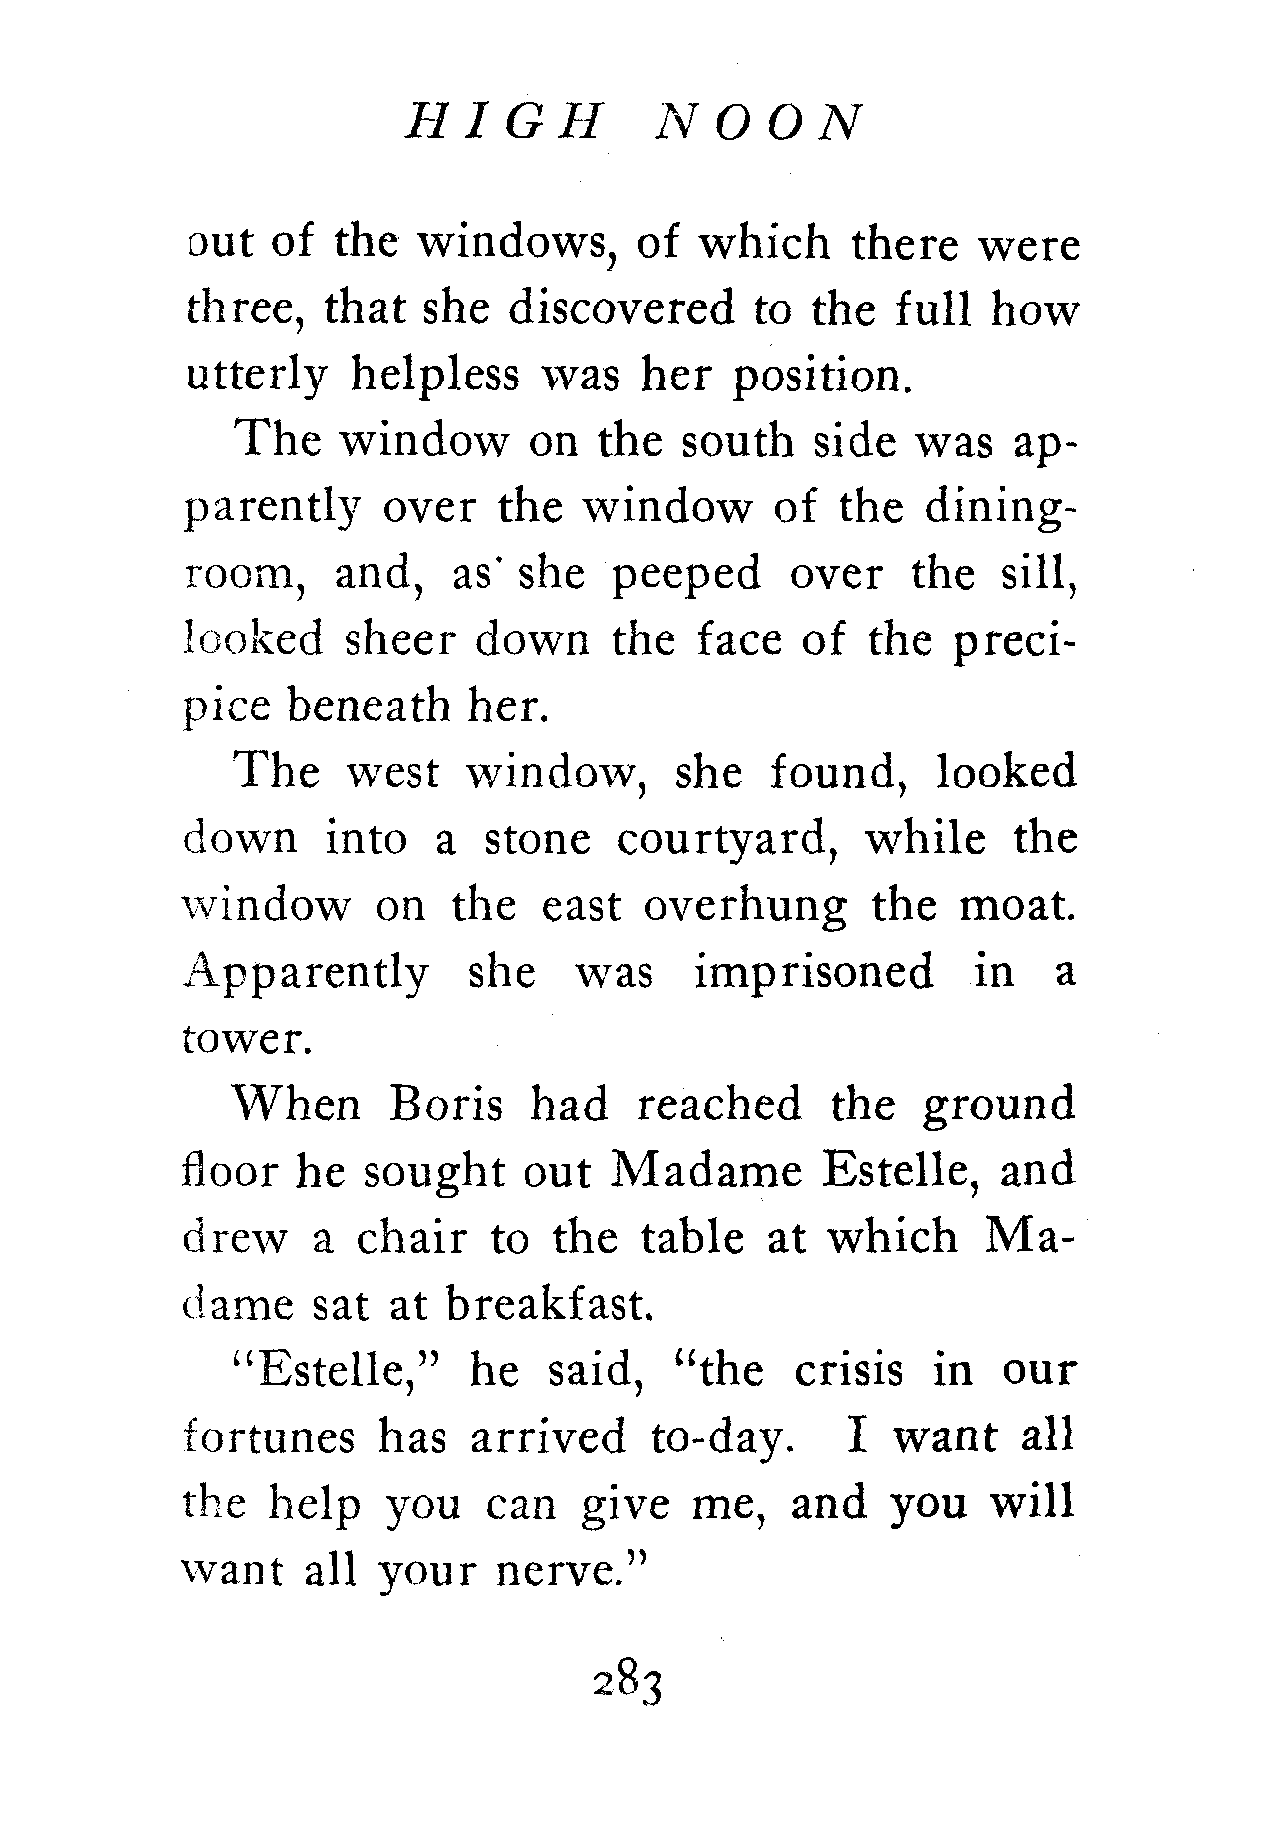 HIGH NOON
out of the windows, of which there were
three, that she discovered to the full how
utterly helpless was her position.
The window on the south side was ap-
parently over the window of the dining-
room, and, as she peeped over the sill,
looked sheer down the face of the preci-
pice beneath her.
The west window, she found, looked
down into a stone courtyard, while the
window on the east overhung the moat.
Apparently she was imprisoned in a
tower.
When Boris had reached the ground
floor he sought out Madame Estelle, and
drew a chair to the table at which Ma-
dame sat at breakfast.
“Estelle,” he said, “the crisis in our
fortunes has arrived to-day. I want all
the help you can give me, and you will
want all your nerve.”
283